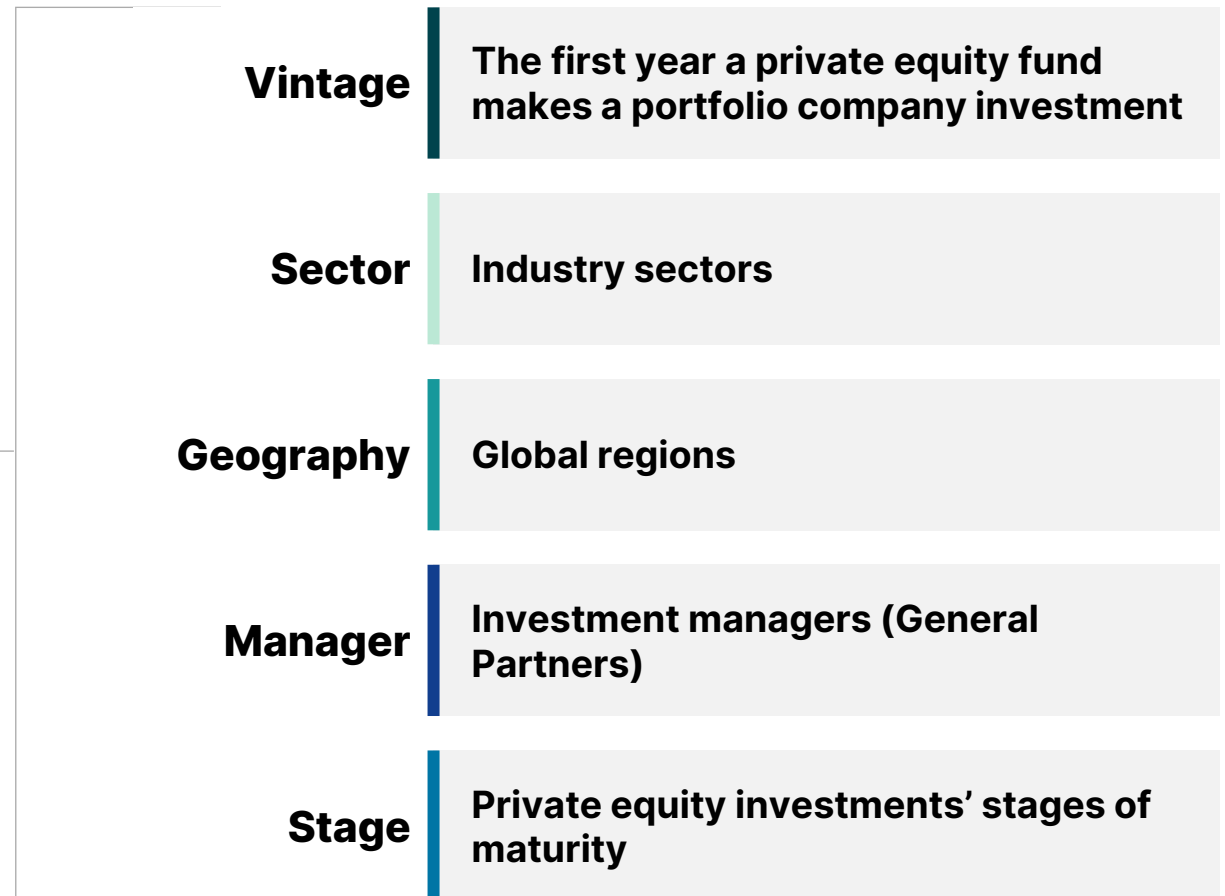 Vintage
The first year a private equity fund
makes a portfolio company investment
Sector
Industry sectors
Geography
Global regions
Manager
Investment managers (General
Partners)
Stage
Private equity investments’ stages of
maturity